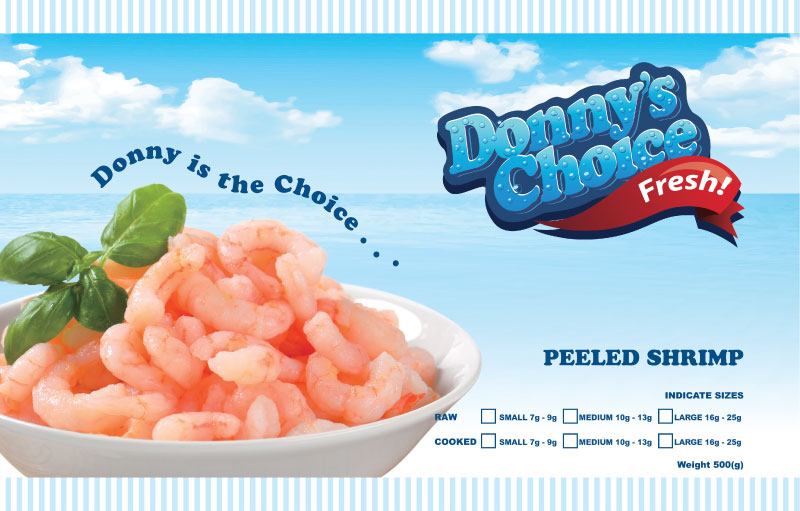 Donny's
Choice
Fresh!
Donny is the Choice . . .
PEELED SHRIMP
INDICATE SIZES
RAW SMALL 7g - 9g MEDIUM 10g - 13g LARGE 16g - 25g
COOKED SMALL 7g - 9g MEDIUM 10g - 13g LARGE 16g - 25g
Weight 500(g)